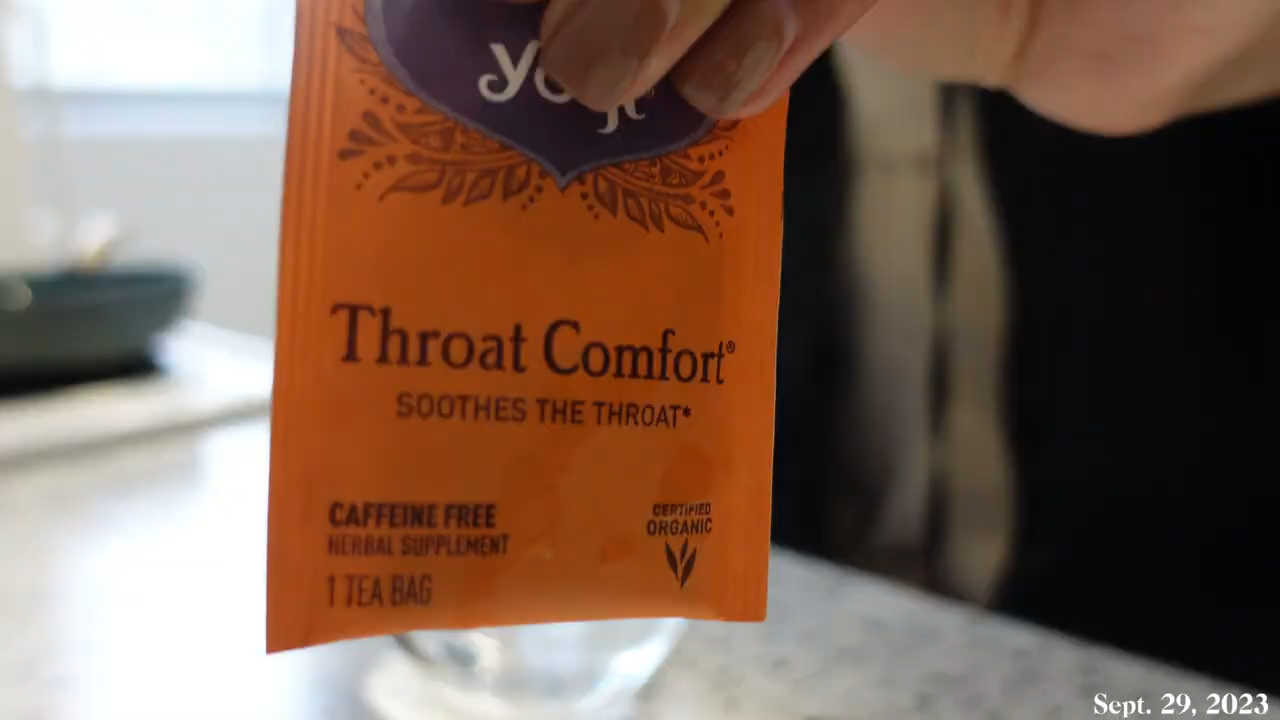 Throat Comfort®
SOOTHES THE THROAT*
CAFFEINE FREE
HERBAL SUPPLEMENT
1 TEA BAG
CERTIFIED
ORGANIC
Sept. 29, 2023